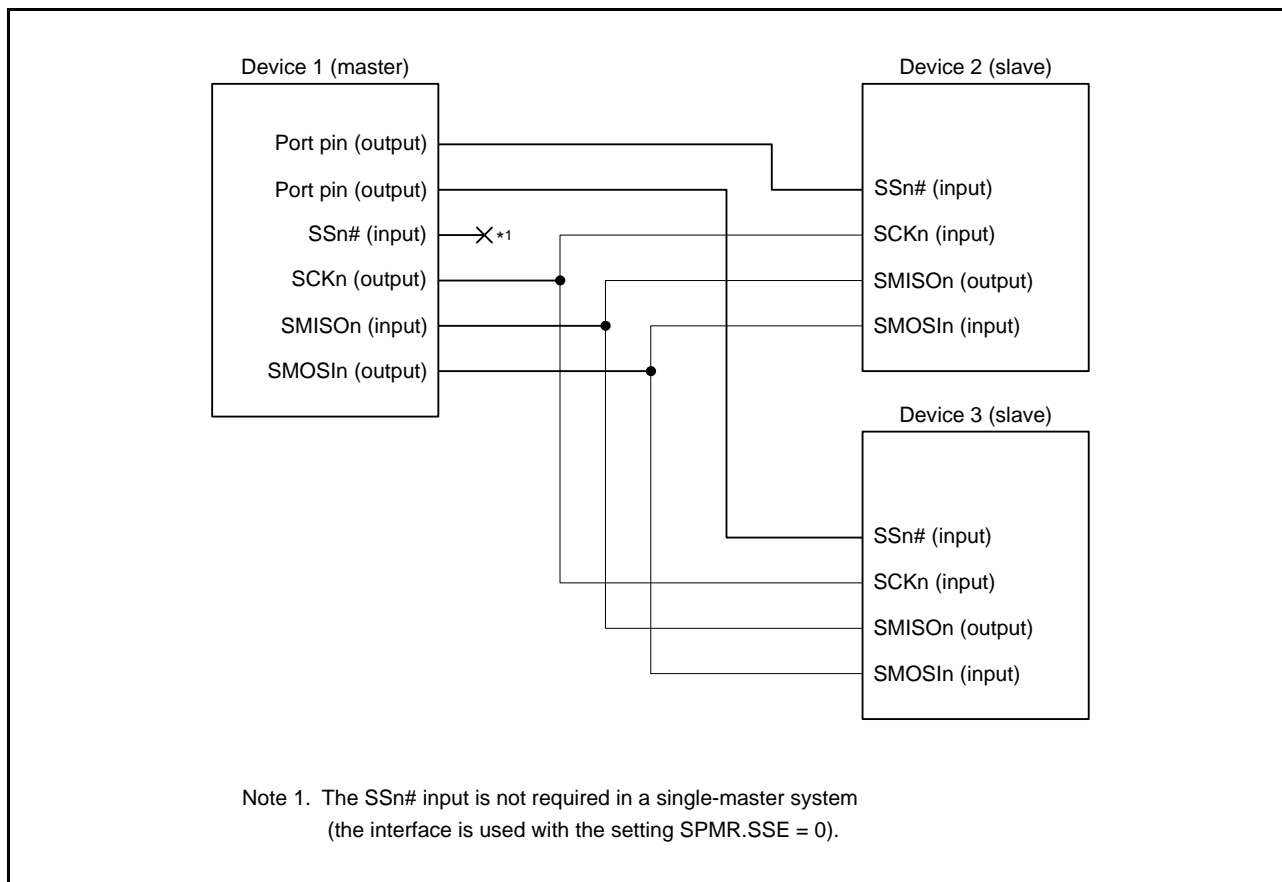 Device 1 (master)
Port pin (output)
Port pin (output)
SSn# (input)
*1
SCKn (output)
SMISOn (input)
SMOSIn (output)
Device 2 (slave)
SSn# (input)
SCKn (input)
SMISOn (output)
SMOSIn (input)
Device 3 (slave)
SSn# (input)
SCKn (input)
SMISOn (output)
SMOSIn (input)
Note 1. The SSn# input is not required in a single-master system
(the interface is used with the setting SPMR.SSE = 0).